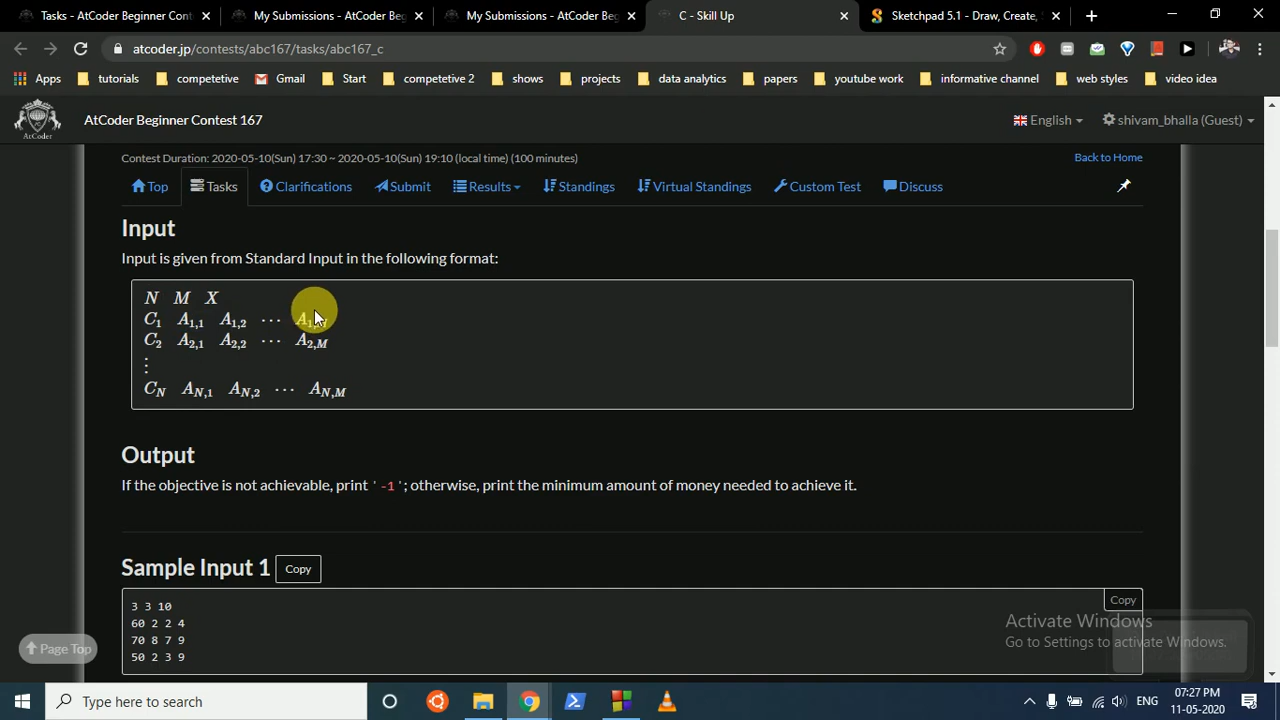 Tasks - AtCoder Beginner Cont
My Submissions - AtCoder Beg
My Submissions - AtCoder Beg
C - Skill Up
Sketchpad 5.1 - Draw, Create, S
atcoder.jp/contests/abc167/tasks/abc167_c
Apps tutorials competetive Gmail Start competetive 2 shows projects data analytics papers youtube work informative channel web styles video idea
AtCoder Beginner Contest 167 English shivam_bhalla (Guest)
Contest Duration: 2020-05-10(Sun) 17:30 ~ 2020-05-10(Sun) 19:10 (local time) (100 minutes) Back to Home
Top Tasks Clarifications Submit Results Standings Virtual Standings Custom Test Discuss
Input
Input is given from Standard Input in the following format:
N M X
C1 A1,1 A1,2 ⋯
C2 A2,1 A2,2 ⋯ A2,M
⋮
CN AN,1 AN,2 ⋯ AN,M
Output
If the objective is not achievable, print ' -1 '; otherwise, print the minimum amount of money needed to achieve it.
Sample Input 1 Copy
Copy
3 3 10
60 2 2 4
70 8 7 9
50 2 3 9
Page Top
Activate Windows
Go to Settings to activate Windows.
Type here to search
ENG
07:27 PM
11-05-2020